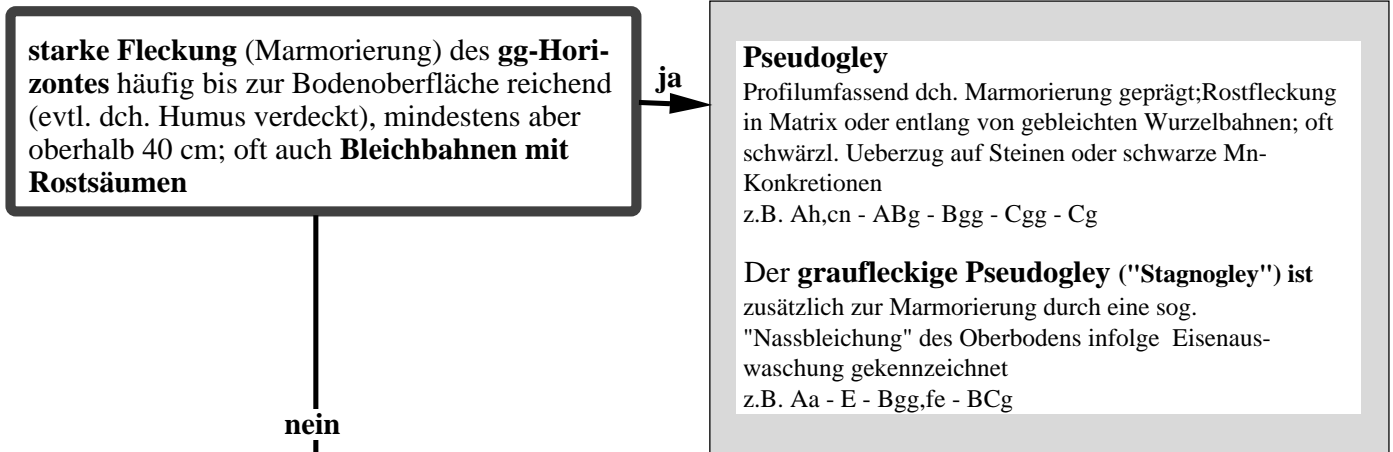 starke Fleckung (Marmorierung) des gg-Hori-
zontes häufig bis zur Bodenoberfläche reichend
(evtl. dch. Humus verdeckt), mindestens aber
oberhalb 40 cm; oft auch Bleichbahnen mit
Rostsäumen
ja
Pseudogley
Profilumfassend dch. Marmorierung geprägt;Rostfleckung
in Matrix oder entlang von gebleichten Wurzelbahnen; oft
schwärzl. Ueberzug auf Steinen oder schwarze Mn-
Konkretionen
z.B. Ah,cn - ABg - Bgg - Cgg - Cg
Der graufleckige Pseudogley ("Stagnogley") ist
zusätzlich zur Marmorierung durch eine sog.
"Nassbleichung" des Oberbodens infolge Eisenaus-
waschung gekennzeichnet
z.B. Aa - E - Bgg,fe - BCg
nein